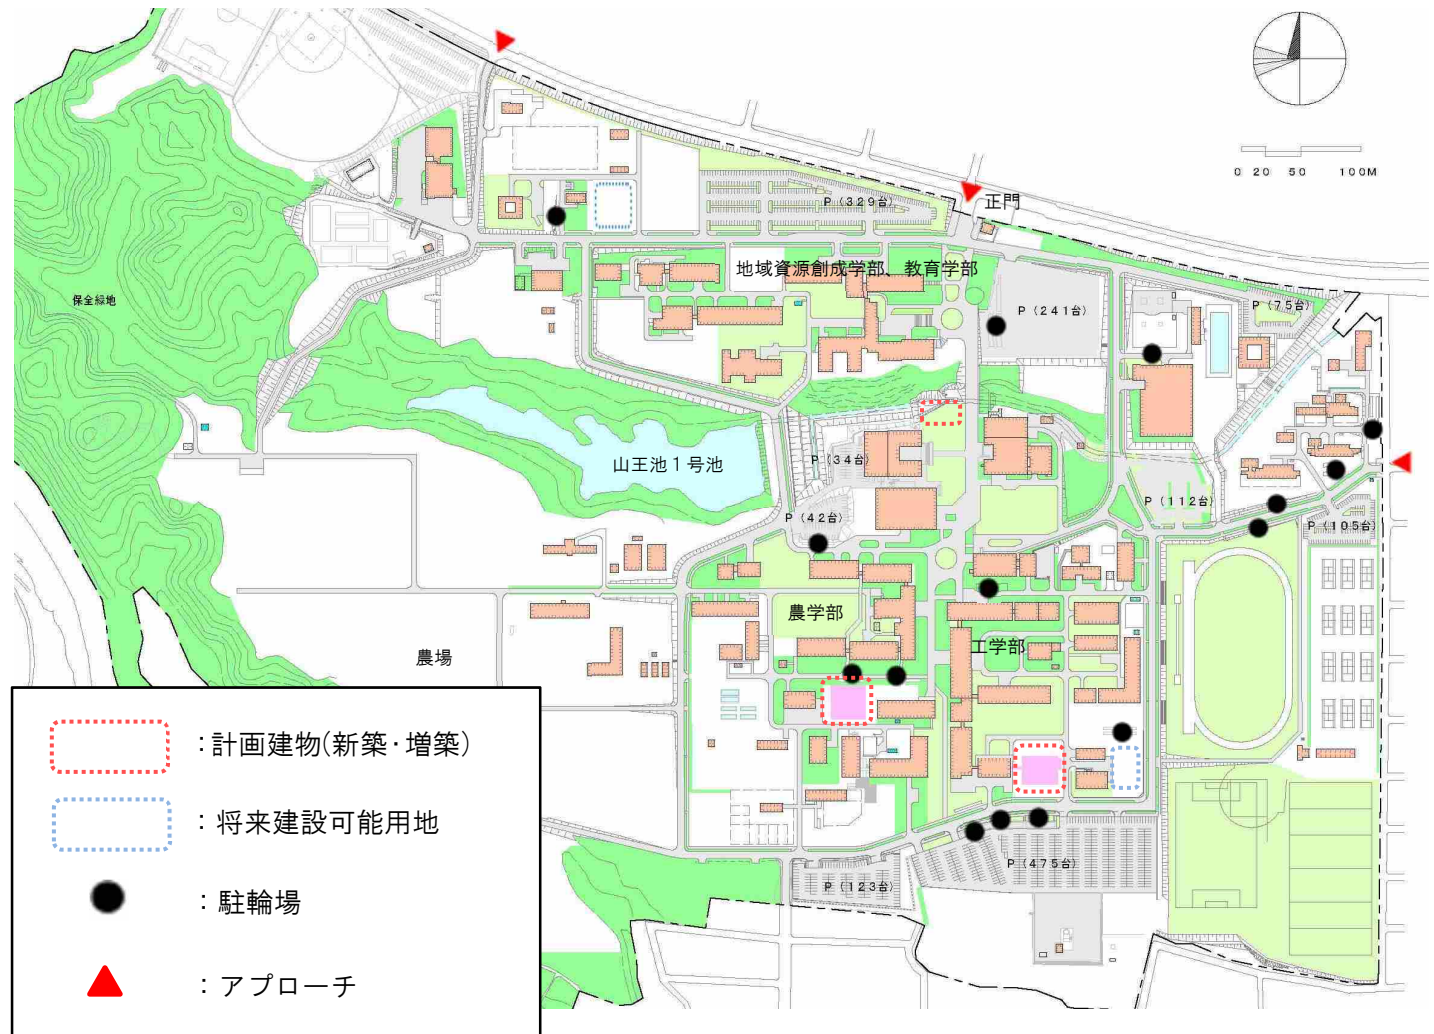 正門
0 20 50 100M
P(329台)
地域資源創成学部、教育学部
保全緑地
P(241台)
P(75台)
山王池1号池
P(34台)
P(112台)
P(42台)
P(105台)
農学部
工学部
農場
P(475台)
P(123台)
:計画建物(新築・増築)
:将来建設可能用地
:駐輪場
:アプローチ